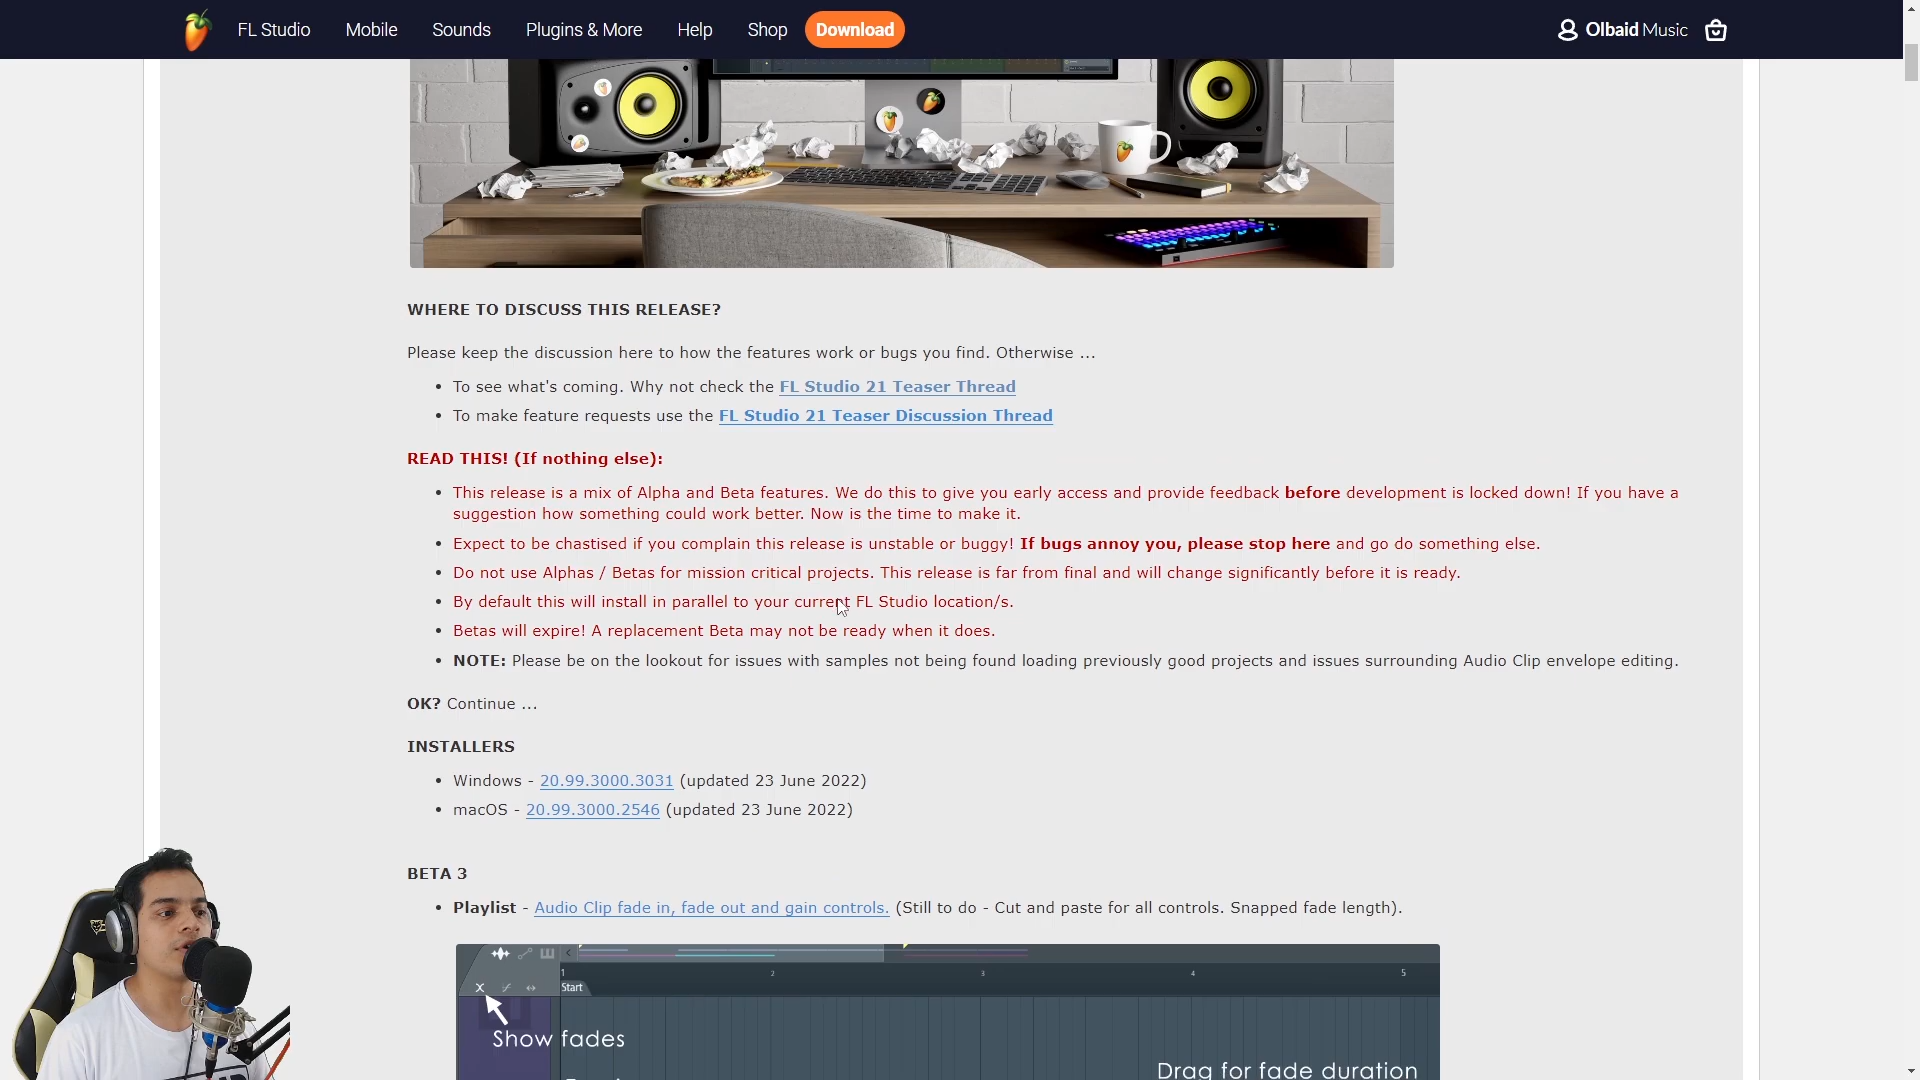 FL Studio Mobile Sounds Plugins & More Help Shop Download Olbaid Music
WHERE TO DISCUSS THIS RELEASE?
Please keep the discussion here to how the features work or bugs you find. Otherwise ...
• To see what's coming. Why not check the FL Studio 21 Teaser Thread
• To make feature requests use the FL Studio 21 Teaser Discussion Thread
READ THIS! (If nothing else):
• This release is a mix of Alpha and Beta features. We do this to give you early access and provide feedback before development is locked down! If you have a
suggestion how something could work better. Now is the time to make it.
• Expect to be chastised if you complain this release is unstable or buggy! If bugs annoy you, please stop here and go do something else.
• Do not use Alphas / Betas for mission critical projects. This release is far from final and will change significantly before it is ready.
• By default this will install in parallel to your current FL Studio location/s.
• Betas will expire! A replacement Beta may not be ready when it does.
• NOTE: Please be on the lookout for issues with samples not being found loading previously good projects and issues surrounding Audio Clip envelope editing.
OK? Continue ...
INSTALLERS
• Windows - 20.99.3000.3031 (updated 23 June 2022)
• macOS - 20.99.3000.2546 (updated 23 June 2022)
BETA 3
• Playlist - Audio Clip fade in, fade out and gain controls. (Still to do - Cut and paste for all controls. Snapped fade length).
1 2 3 4 5
Start
Show fades
Drag for fade duration